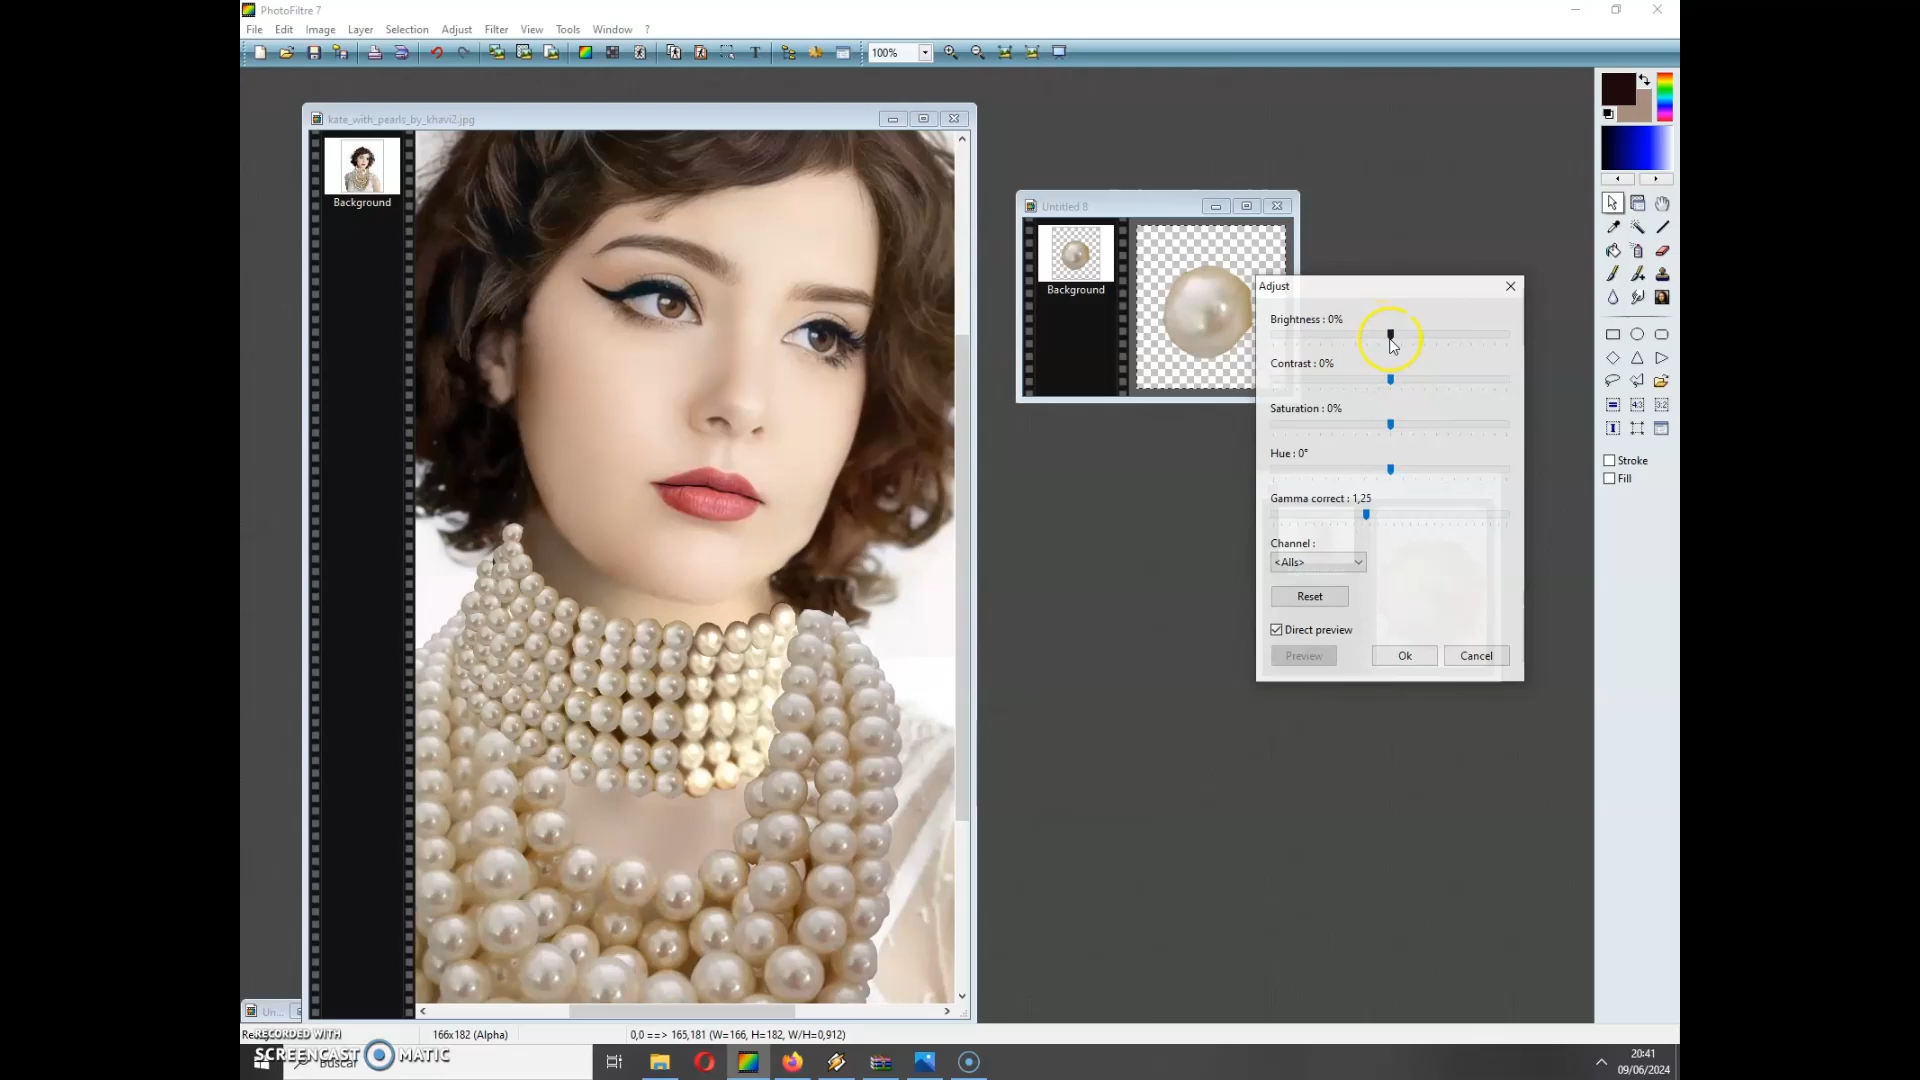 PhotoFiltre 7
File Edit Image Layer Selection Adjust Filter View Tools Window ?
100%
kate_with_pearls_by_khavi2.jpg
Background
Untitled 8
Background
Adjust
Brightness : 0%
Contrast : 0%
Saturation : 0%
Hue : 0°
Gamma correct : 1,25
Channel :
<Alls>
Reset
Direct preview
Preview Ok Cancel
Stroke
Fill
Un...
166x182 (Alpha) 0,0 ==> 165,181 (W=166, H=182, W/H=0,912)
RECORDED WITH
SCREENCAST MATIC
Buscar
20:41
09/06/2024